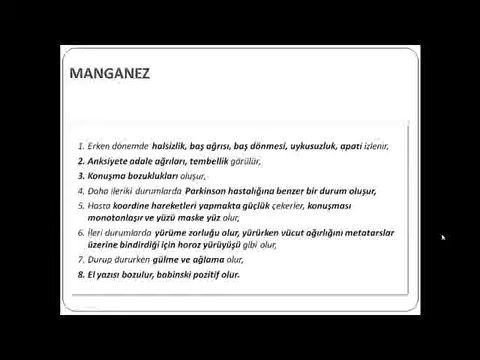 MANGANEZ
1. Erken dönemde halsizlik, baş ağrısı, baş dönmesi, uykusuzluk, apati izlenir,
2. Anksiyete adale ağrıları, tembellik görülür,
3. Konuşma bozuklukları oluşur,
4. Daha ileriki durumlarda Parkinson hastalığına benzer bir durum oluşur,
5. Hasta koordine hareketleri yapmakta güçlük çekerler, konuşması
monotonlaşır ve yüzü maske yüz olur,
6. İleri durumlarda yürüme zorluğu olur, yürürken vücut ağırlığını metatarslar
üzerine bindirdiği için horoz yürüyüşü gibi olur,
7. Durup dururken gülme ve ağlama olur,
8. El yazısı bozulur, babinski pozitif olur.